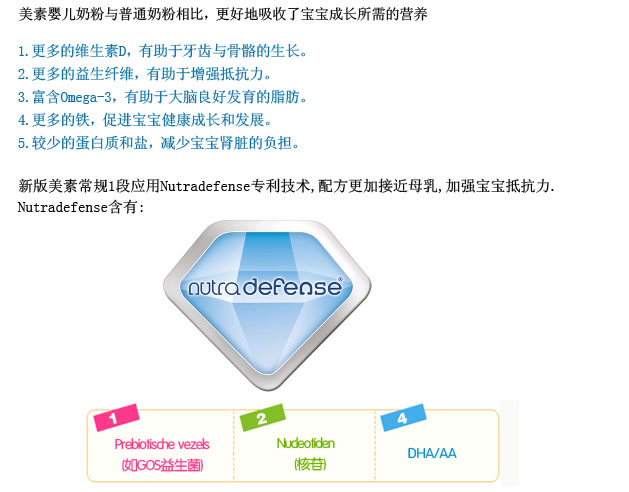 美素婴儿奶粉与普通奶粉相比，更好地吸收了宝宝成长所需的营养
1.更多的维生素D，有助于牙齿与骨骼的生长。
2.更多的益生纤维，有助于增强抵抗力。
3.富含Omega-3，有助于大脑良好发育的脂肪。
4.更多的铁，促进宝宝健康成长和发展。
5.较少的蛋白质和盐，减少宝宝肾脏的负担。
新版美素常规1段应用Nutradefense专利技术,配方更加接近母乳,加强宝宝抵抗力.
Nutradefense含有:
nutradefense®
1
2
4
Prebiotische vezels
(如GOS益生菌)
Nudeotiden
(核苷)
DHA/AA